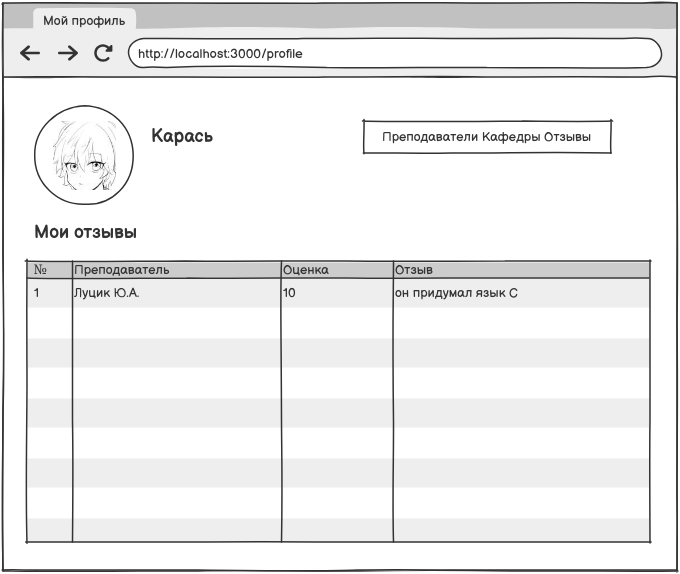 Мой профиль
http://localhost:3000/profile
Карась
Преподаватели Кафедры Отзывы
Мои отзывы
№ Преподаватель Оценка Отзыв
1 Луцик Ю.А. 10 он придумал язык С